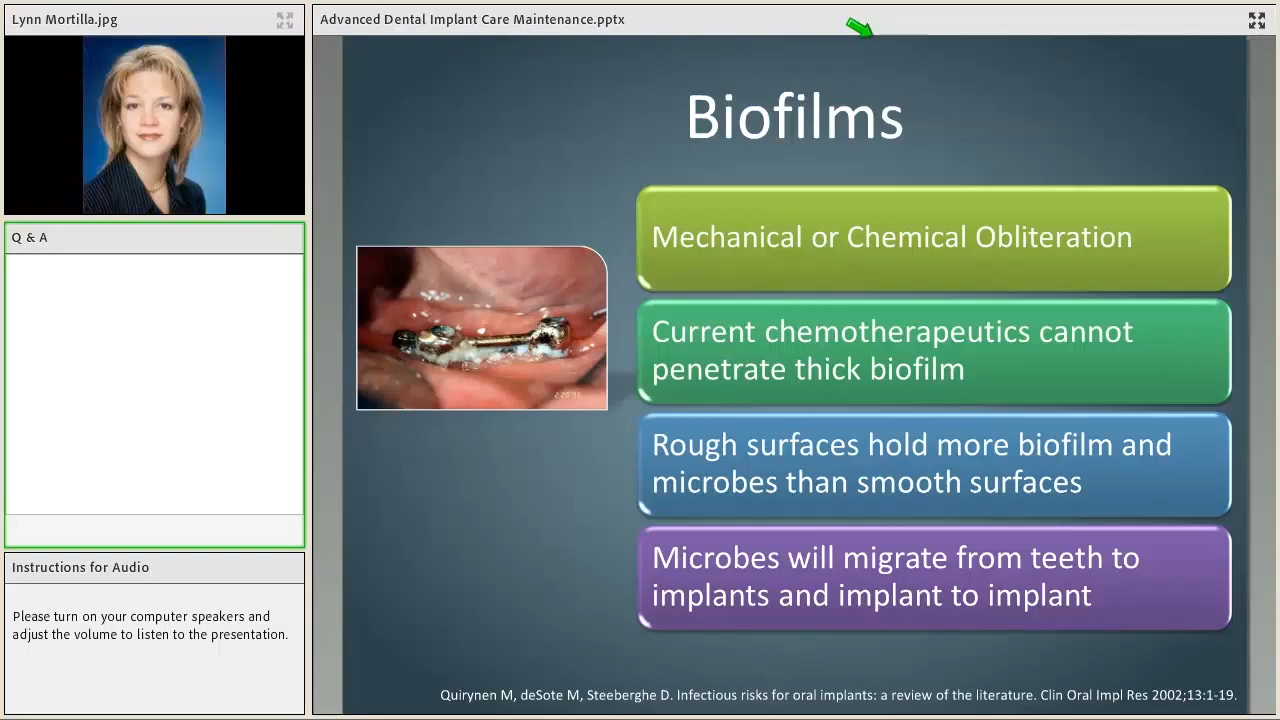 Lynn Mortilla.jpg
Advanced Dental Implant Care Maintenance.pptx
Q & A
Instructions for Audio
Please turn on your computer speakers and
adjust the volume to listen to the presentation.
Biofilms
Mechanical or Chemical Obliteration
Current chemotherapeutics cannot
penetrate thick biofilm
Rough surfaces hold more biofilm and
microbes than smooth surfaces
Microbes will migrate from teeth to
implants and implant to implant
Quirynen M, deSote M, Steeberghe D. Infectious risks for oral implants: a review of the literature. Clin Oral Impl Res 2002;13:1-19.